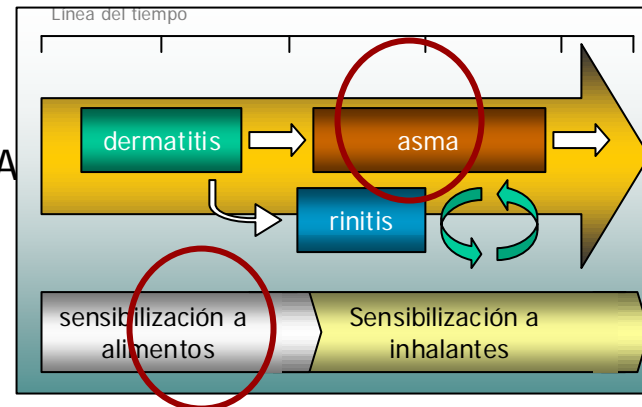 Línea del tiempo
A
dermatitis
asma
rinitis
sensibilización a
alimentos
Sensibilización a
inhalantes